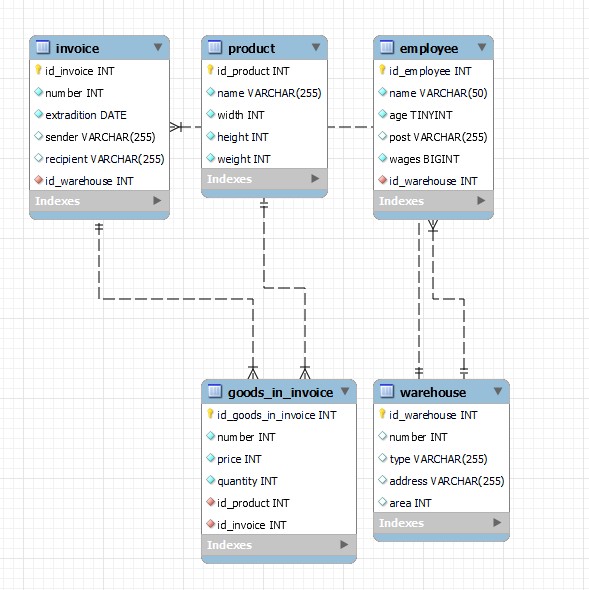 invoice
id_invoice INT
number INT
extradition DATE
sender VARCHAR(255)
recipient VARCHAR(255)
id_warehouse INT
Indexes
product
id_product INT
name VARCHAR(255)
width INT
height INT
weight INT
Indexes
employee
id_employee INT
name VARCHAR(50)
age TINYINT
post VARCHAR(255)
wages BIGINT
id_warehouse INT
Indexes
goods_in_invoice
id_goods_in_invoice INT
number INT
price INT
quantity INT
id_product INT
id_invoice INT
Indexes
warehouse
id_warehouse INT
number INT
type VARCHAR(255)
address VARCHAR(255)
area INT
Indexes